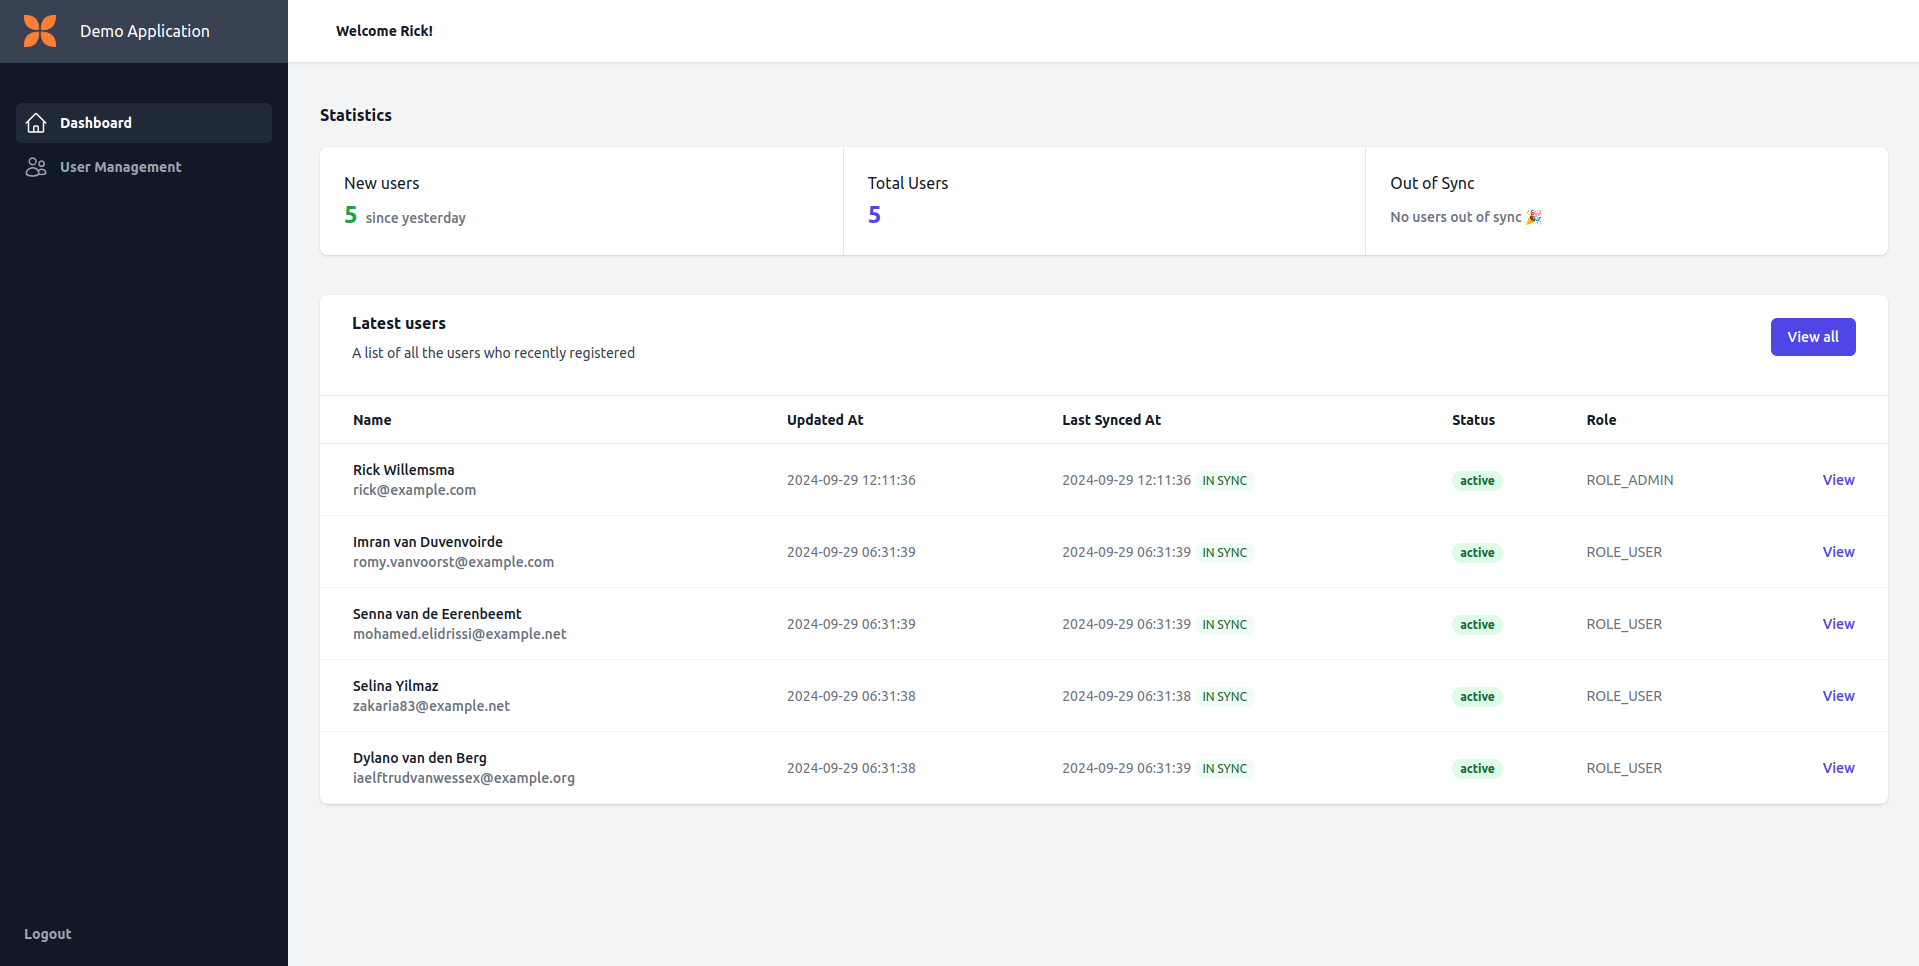 Demo Application
Welcome Rick!
Dashboard
User Management
Logout
Statistics
New users
5 since yesterday
Total Users
5
Out of Sync
No users out of sync 🎉
Latest users
A list of all the users who recently registered
View all
Name Updated At Last Synced At Status Role
Rick Willemsma
rick@example.com
2024-09-29 12:11:36 2024-09-29 12:11:36 IN SYNC active ROLE_ADMIN View
Imran van Duvenvoirde
romy.vanvoorst@example.com
2024-09-29 06:31:39 2024-09-29 06:31:39 IN SYNC active ROLE_USER View
Senna van de Eerenbeemt
mohamed.elidrissi@example.net
2024-09-29 06:31:39 2024-09-29 06:31:39 IN SYNC active ROLE_USER View
Selina Yilmaz
zakaria83@example.net
2024-09-29 06:31:38 2024-09-29 06:31:38 IN SYNC active ROLE_USER View
Dylano van den Berg
iaelftrudvanwessex@example.org
2024-09-29 06:31:38 2024-09-29 06:31:39 IN SYNC active ROLE_USER View